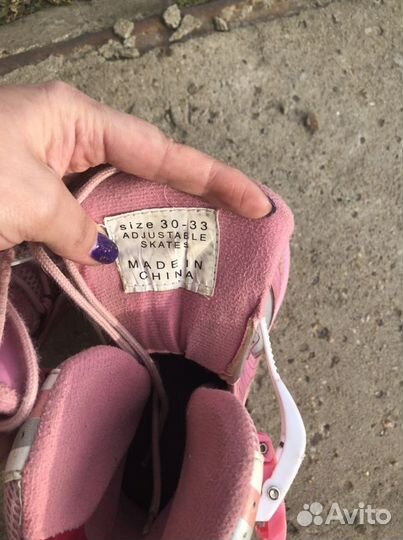 size 30-33
ADJUSTABLE
SKATES
MADE IN
CHINA
Avito